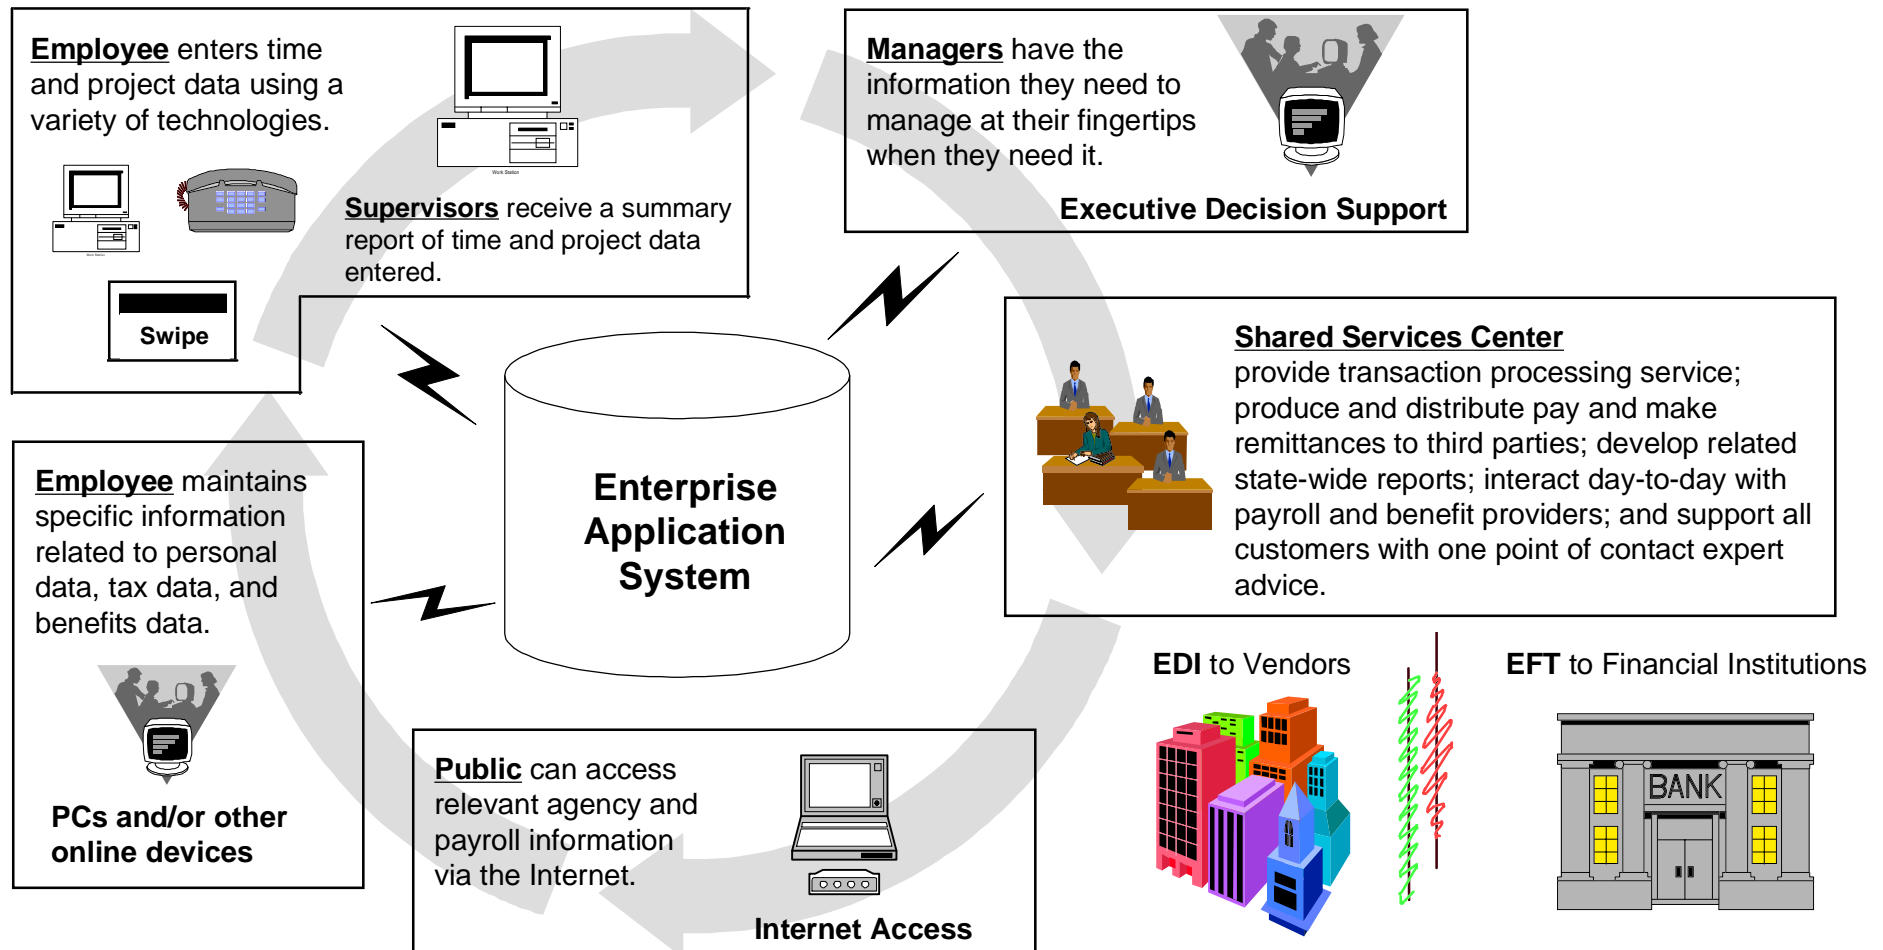 Employee enters time
and project data using a
variety of technologies.
Work Station
Work Station
Swipe
Supervisors receive a summary
report of time and project data
entered.
Managers have the
information they need to
manage at their fingertips
when they need it.
Executive Decision Support
Shared Services Center
provide transaction processing service;
produce and distribute pay and make
remittances to third parties; develop related
state-wide reports; interact day-to-day with
payroll and benefit providers; and support all
customers with one point of contact expert
advice.
Enterprise
Application
System
Employee maintains
specific information
related to personal
data, tax data, and
benefits data.
PCs and/or other
online devices
Public can access
relevant agency and
payroll information
via the Internet.
Internet Access
EDI to Vendors
EFT to Financial Institutions
BANK